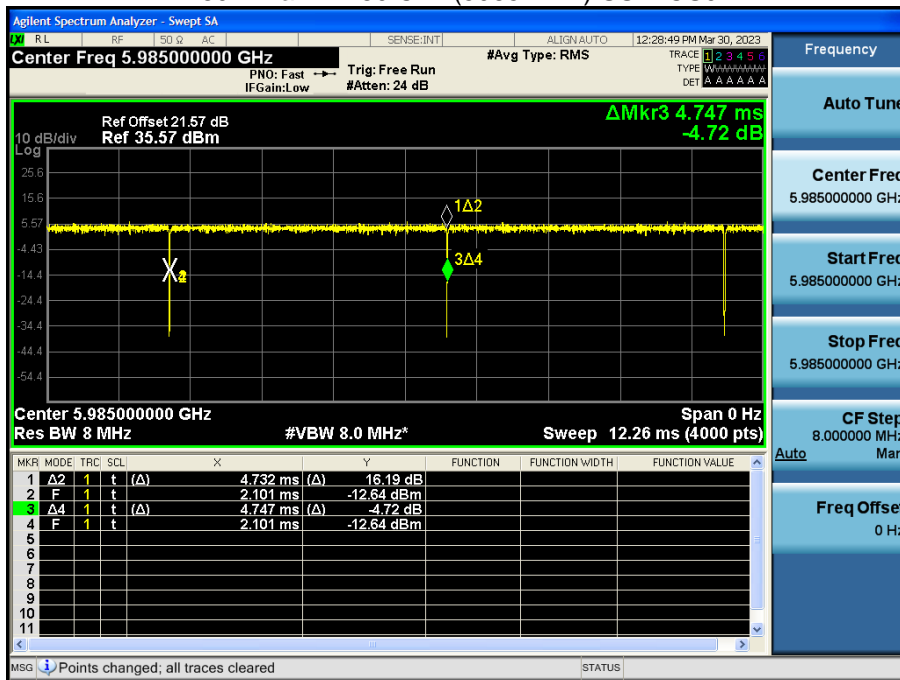 Agilent Spectrum Analyzer - Swept SA
LXI RL RF 50 Ω AC SENSE:INT ALIGN AUTO 12:28:49 PM Mar 30, 2023
Center Freq 5.985000000 GHz
PNO: Fast
IFGain:Low
Trig: Free Run
#Atten: 24 dB
#Avg Type: RMS
TRACE 1 2 3 4 5 6
TYPE
DET A A A A A A
ΔMkr3 4.747 ms
-4.72 dB
Ref Offset 21.57 dB
10 dB/div Ref 35.57 dBm
Log
25.6
15.6
5.57
-4.43
-14.4
-24.4
-34.4
-44.4
-54.4
1Δ2
3Δ4
Center 5.985000000 GHz Span 0 Hz
Res BW 8 MHz #VBW 8.0 MHz* Sweep 12.26 ms (4000 pts)
MKR MODE TRC SCL X Y FUNCTION FUNCTION WIDTH FUNCTION VALUE
1 Δ2 1 t (Δ) 4.732 ms (Δ) 16.19 dB
2 F 1 t 2.101 ms -12.64 dBm
3 Δ4 1 t (Δ) 4.747 ms (Δ) -4.72 dB
4 F 1 t 2.101 ms -12.64 dBm
5
6
7
8
9
10
11
MSG Points changed; all traces cleared STATUS
Frequency
Auto Tune
Center Freq
5.985000000 GHz
Start Freq
5.985000000 GHz
Stop Freq
5.985000000 GHz
CF Step
8.000000 MHz
Auto Man
Freq Offset
0 Hz